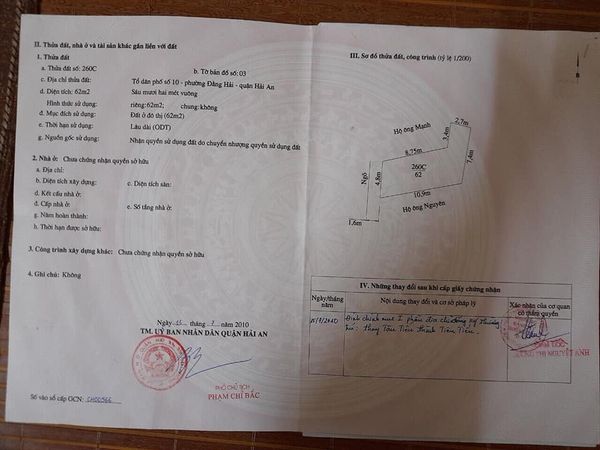 II. Thửa đất, nhà ở và tài sản khác gắn liền với đất
1. Thửa đất:
a. Thửa đất số: 260C b. Tờ bản đồ số: 03
c. Địa chỉ thửa đất: Tổ dân phố số 10 - phường Đằng Hải - quận Hải An
d. Diện tích: 62m2 Sáu mươi hai mét vuông
Hình thức sử dụng: riêng:62m2; chung:không
đ. Mục đích sử dụng: Đất ở đô thị (62m2)
e. Thời hạn sử dụng: Lâu dài (ODT)
g. Nguồn gốc sử dụng: Nhận quyền sử dụng đất do chuyển nhượng quyền sử dụng đất
2. Nhà ở: Chưa chứng nhận quyền sở hữu
a. Địa chỉ:
b. Diện tích xây dựng: c. Diện tích sàn:
d. Kết cấu nhà ở:
đ. Cấp nhà ở: e. Số tầng nhà ở:
g. Năm hoàn thành:
h. Thời hạn được sở hữu:
3. Công trình xây dựng khác: Chưa chứng nhận quyền sở hữu
4. Ghi chú: Không
Ngày tháng năm 2010
TM. UỶ BAN NHÂN DÂN QUẬN HẢI AN
PHÓ CHỦ TỊCH
PHẠM CHÍ BẮC
Số vào sổ cấp GCN: CH00566
III. Sơ đồ thửa đất, công trình (tỷ lệ 1/200)
B
2,7m
Hộ ông Mạnh
3,4m
8,75m
7,4m
260C
62
Ngõ
4,8m
10,9m
Hộ ông Nguyên
1,6m
IV. Những thay đổi sau khi cấp giấy chứng nhận
Ngày/tháng/năm
Nội dung thay đổi và cơ sở pháp lý
Xác nhận của cơ quan có thẩm quyền
Đính chính mục I phần địa chỉ